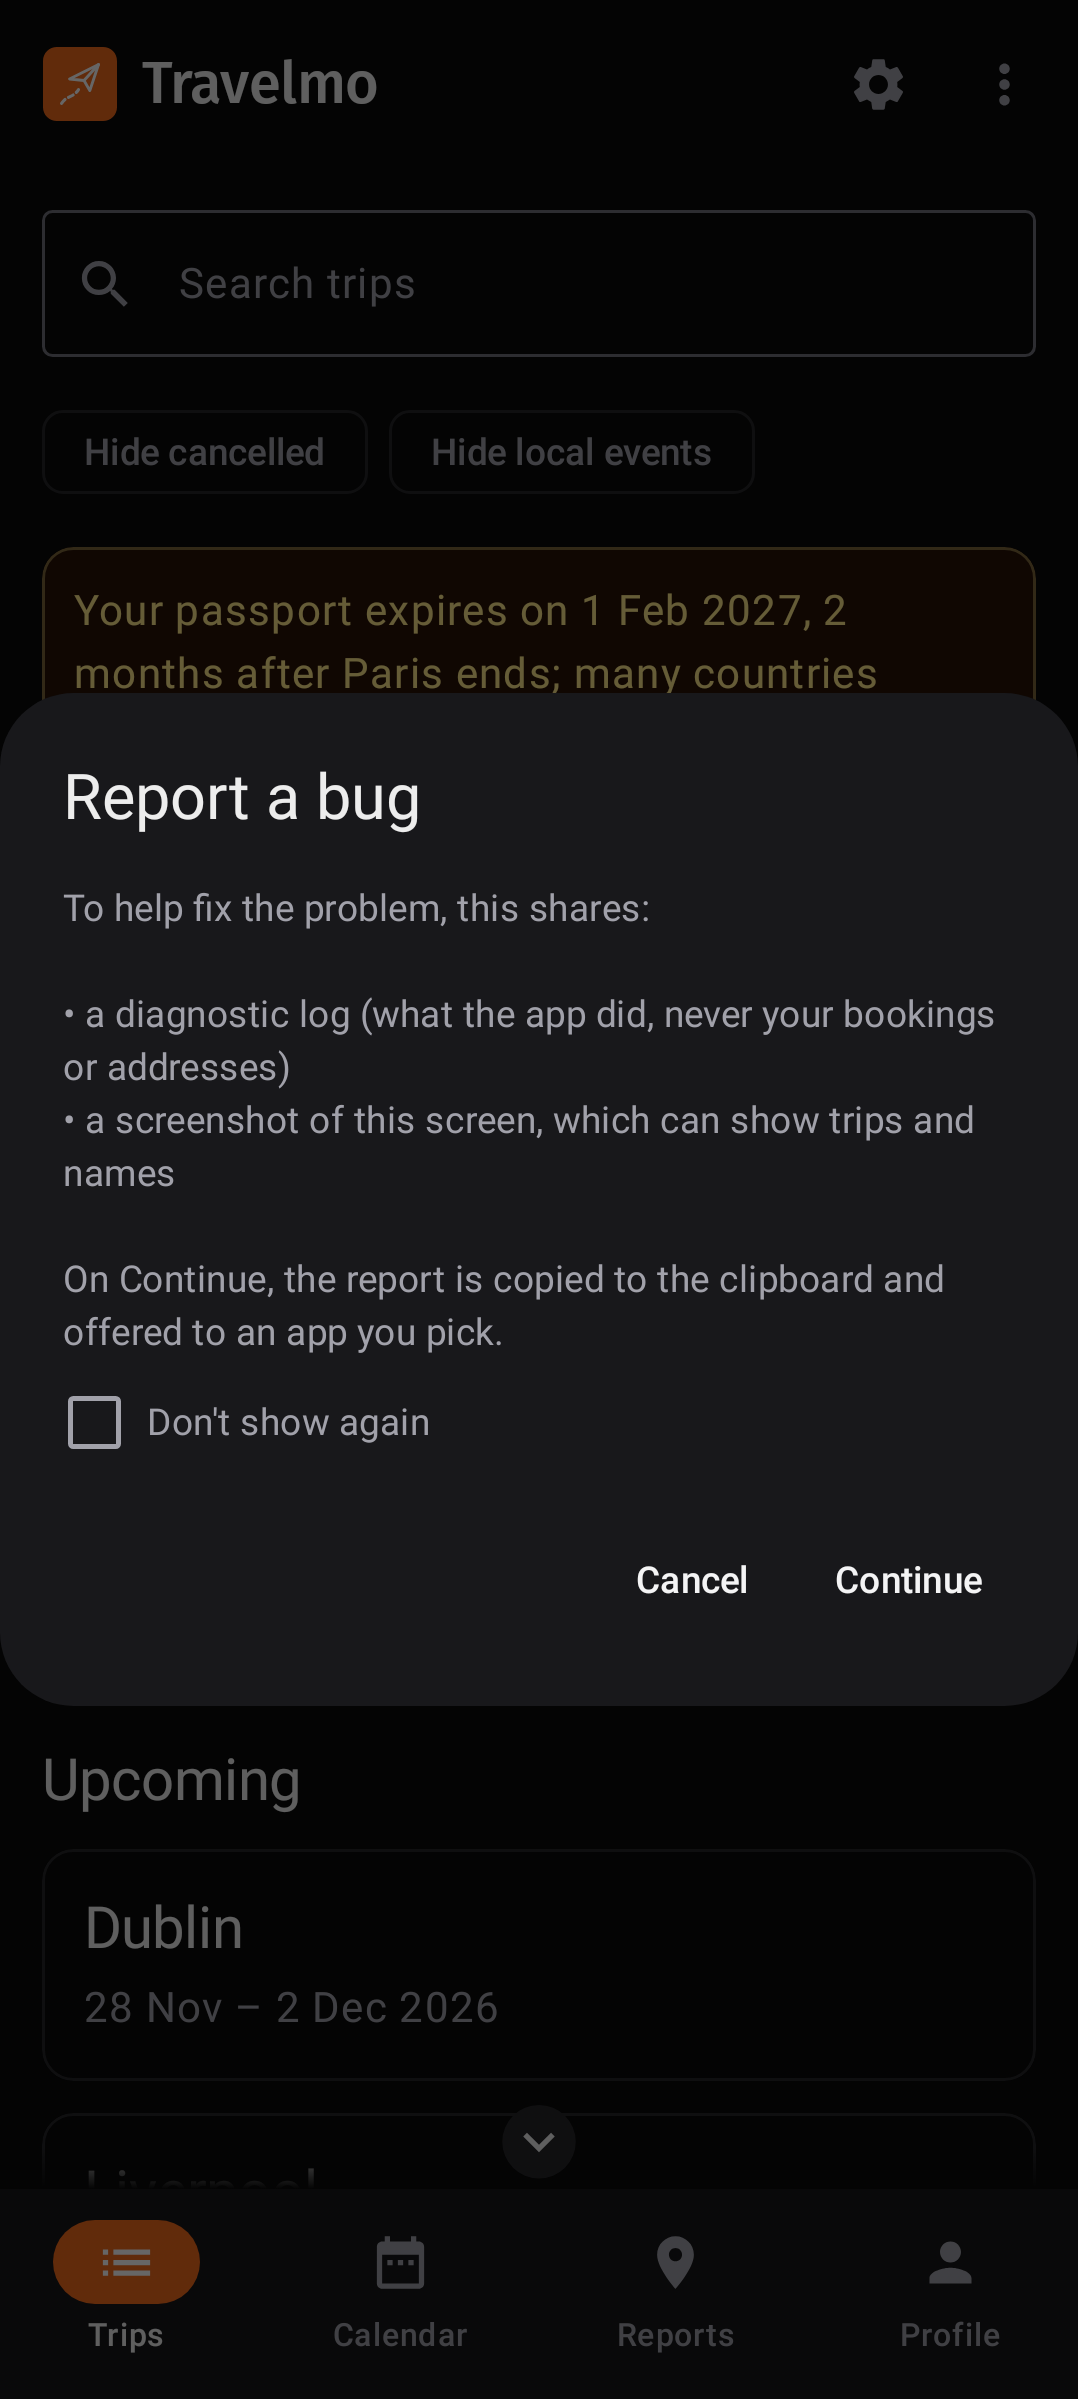 Travelmo
Search trips
Hide cancelled
Hide local events
Your passport expires on 1 Feb 2027, 2
months after Paris ends; many countries
Report a bug
To help fix the problem, this shares:
• a diagnostic log (what the app did, never your bookings
or addresses)
• a screenshot of this screen, which can show trips and
names
On Continue, the report is copied to the clipboard and
offered to an app you pick.
Don't show again
Cancel
Continue
Upcoming
Dublin
28 Nov – 2 Dec 2026
Liverpool
Trips
Calendar
Reports
Profile